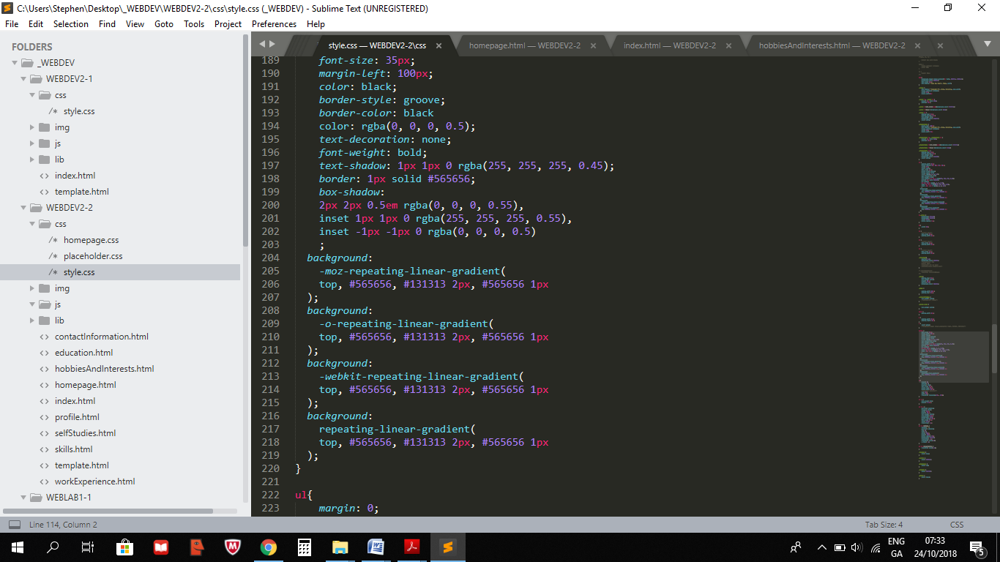 C:\Users\Stephen\Desktop\_WEBDEV\WEBDEV2-2\css\style.css (_WEBDEV) - Sublime Text (UNREGISTERED)
File Edit Selection Find View Goto Tools Project Preferences Help
FOLDERS
_WEBDEV
WEBDEV2-1
css
/* style.css
img
js
lib
<> index.html
<> template.html
WEBDEV2-2
css
/* homepage.css
/* placeholder.css
/* style.css
img
js
lib
<> contactInformation.html
<> education.html
<> hobbiesAndInterests.html
<> homepage.html
<> index.html
<> profile.html
<> selfStudies.html
<> skills.html
<> template.html
<> workExperience.html
WEBLAB1-1
style.css — WEBDEV2-2\css × homepage.html — WEBDEV2-2 × index.html — WEBDEV2-2 × hobbiesAndInterests.html — WEBDEV2-2 × ×
189 font-size: 35px;
190 margin-left: 100px;
191 color: black;
192 border-style: groove;
193 border-color: black
194 color: rgba(0, 0, 0, 0.5);
195 text-decoration: none;
196 font-weight: bold;
197 text-shadow: 1px 1px 0 rgba(255, 255, 255, 0.45);
198 border: 1px solid #565656;
199 box-shadow:
200 2px 2px 0.5em rgba(0, 0, 0, 0.55),
201 inset 1px 1px 0 rgba(255, 255, 255, 0.55),
202 inset -1px -1px 0 rgba(0, 0, 0, 0.5)
203 ;
204 background:
205 -moz-repeating-linear-gradient(
206 top, #565656, #131313 2px, #565656 1px
207 );
208 background:
209 -o-repeating-linear-gradient(
210 top, #565656, #131313 2px, #565656 1px
211 );
212 background:
213 -webkit-repeating-linear-gradient(
214 top, #565656, #131313 2px, #565656 1px
215 );
216 background:
217 repeating-linear-gradient(
218 top, #565656, #131313 2px, #565656 1px
219 );
220 }
221
222 ul{
223 margin: 0;
Line 114, Column 2 Tab Size: 4 CSS
ENG 07:33
GA 24/10/2018 5